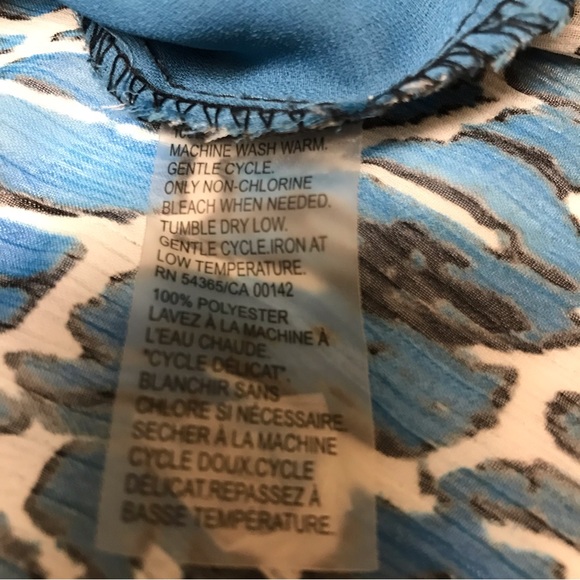 MACHINE WASH WARM.
GENTLE CYCLE.
ONLY NON-CHLORINE
BLEACH WHEN NEEDED.
TUMBLE DRY LOW.
GENTLE CYCLE.IRON AT
LOW TEMPERATURE.
RN 54365/CA 00142
100% POLYESTER
LAVEZ À LA MACHINE À
L'EAU CHAUDE.
"CYCLE DÉLICAT".
BLANCHIR SANS
CHLORE SI NÉCESSAIRE.
SECHER À LA MACHINE
CYCLE DOUX.CYCLE
DÉLICAT.REPASSEZ À
BASSE TEMPÉRATURE.